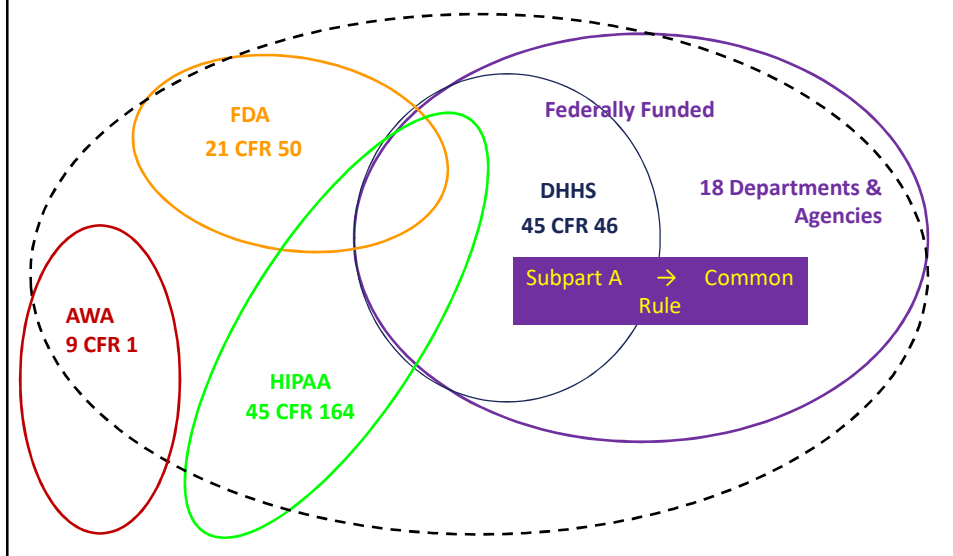 FDA
21 CFR 50
Federally Funded
DHHS
45 CFR 46
18 Departments &
Agencies
Subpart A → Common
Rule
AWA
9 CFR 1
HIPAA
45 CFR 164